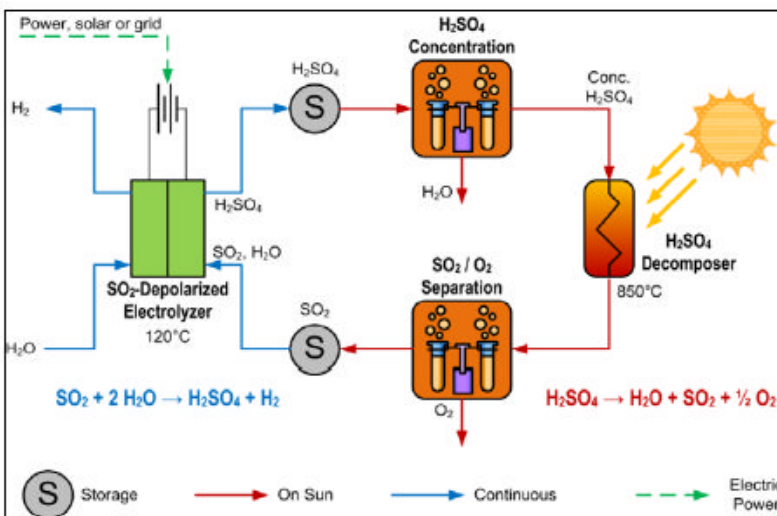 Power, solar or grid
H₂SO₄
Concentration
H₂SO₄
Conc.
H₂SO₄
H₂
S
H₂O
H₂SO₄
SO₂, H₂O
H₂SO₄
Decomposer
850°C
SO₂ / O₂
Separation
SO₂-Depolarized
Electrolyzer
120°C
SO₂
S
H₂O
O₂
SO₂ + 2 H₂O → H₂SO₄ + H₂
H₂SO₄ → H₂O + SO₂ + ½ O₂
S Storage
On Sun
Continuous
Electric
Power